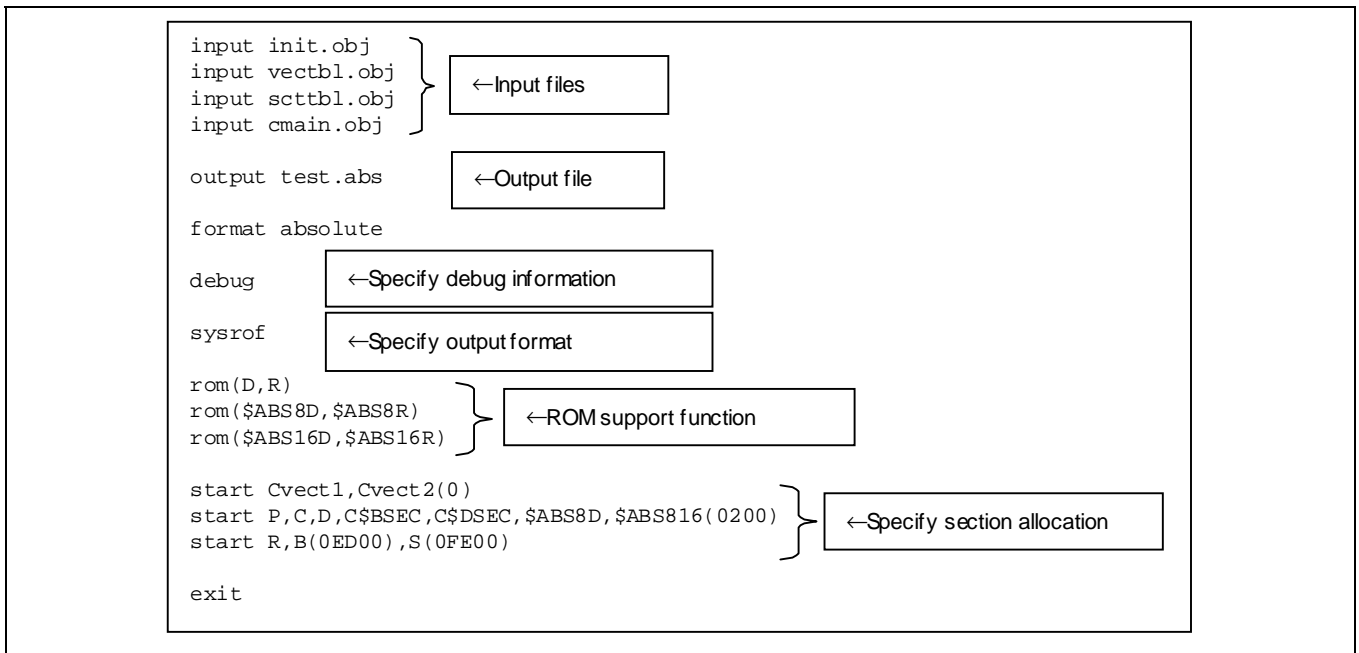 input init.obj
input vectbl.obj
←Input files
input scttbl.obj
input cmain.obj
output test.abs
←Output file
format absolute
debug
←Specify debug information
sysrof
←Specify output format
rom(D,R)
rom($ABS8D,$ABS8R)
←ROM support function
rom($ABS16D,$ABS16R)
start Cvect1,Cvect2(0)
start P,C,D,C$BSEC,C$DSEC,$ABS8D,$ABS816(0200)
←Specify section allocation
start R,B(0ED00),S(0FE00)
exit